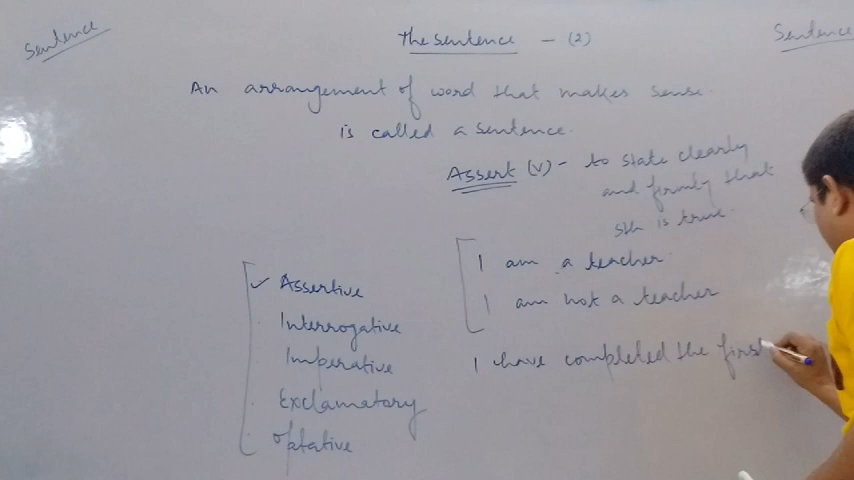 Sentence
The sentence - (2)
Sentence
An arrangement of word that makes sense
is called a sentence.
Assert (v) - to state clearly
and firmly that
sth is true.
I am a teacher.
I am not a teacher
I have completed the first
✓ Assertive
Interrogative
Imperative
Exclamatory
Optative